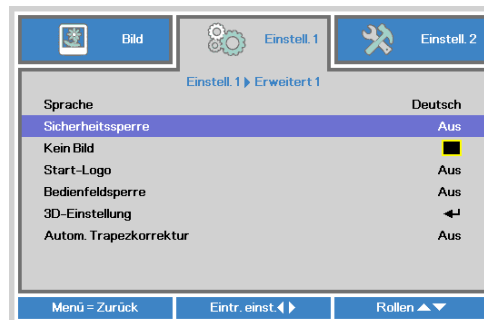 Bild Einstell. 1 Einstell. 2
Einstell. 1 Erweitert 1
Sprache Deutsch
Sicherheitssperre Aus
Kein Bild
Start-Logo Aus
Bedienfeldsperre Aus
3D-Einstellung
Autom. Trapezkorrektur Aus
Menü = Zurück Eintr. einst. Rollen